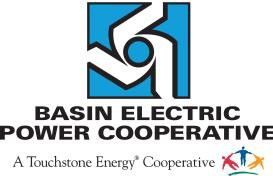 BASIN ELECTRIC
POWER COOPERATIVE
A Touchstone Energy® Cooperative